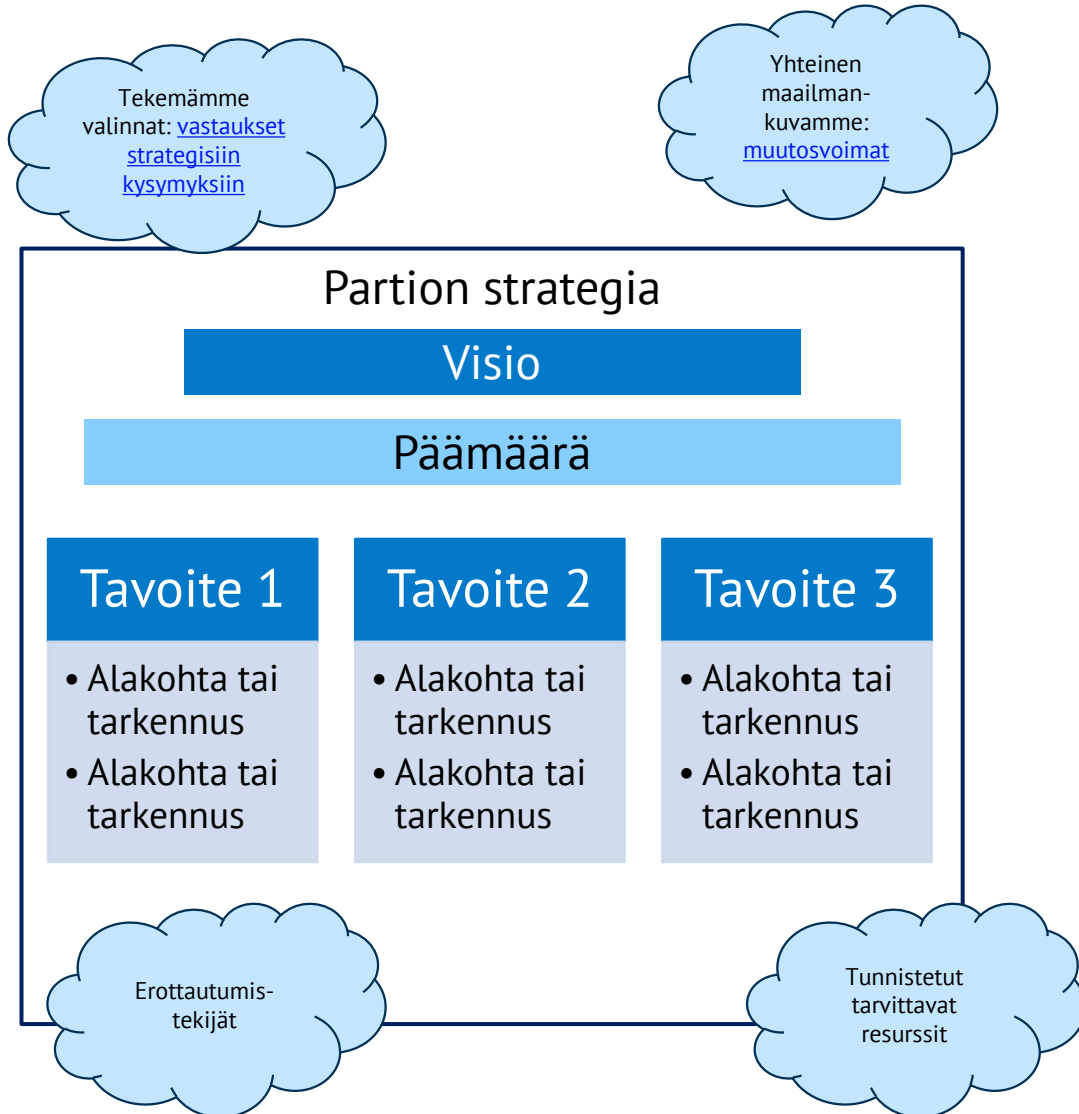 Tekemämme
valinnat: vastaukset
strategisiin
kysymyksiin
Yhteinen
maailman-
kuvamme:
muutosvoimat
Partion strategia
Visio
Päämäärä
Tavoite 1
• Alakohta tai
tarkennus
• Alakohta tai
tarkennus
Tavoite 2
• Alakohta tai
tarkennus
• Alakohta tai
tarkennus
Tavoite 3
• Alakohta tai
tarkennus
• Alakohta tai
tarkennus
Erottautumis-
tekijät
Tunnistetut
tarvittavat
resurssit